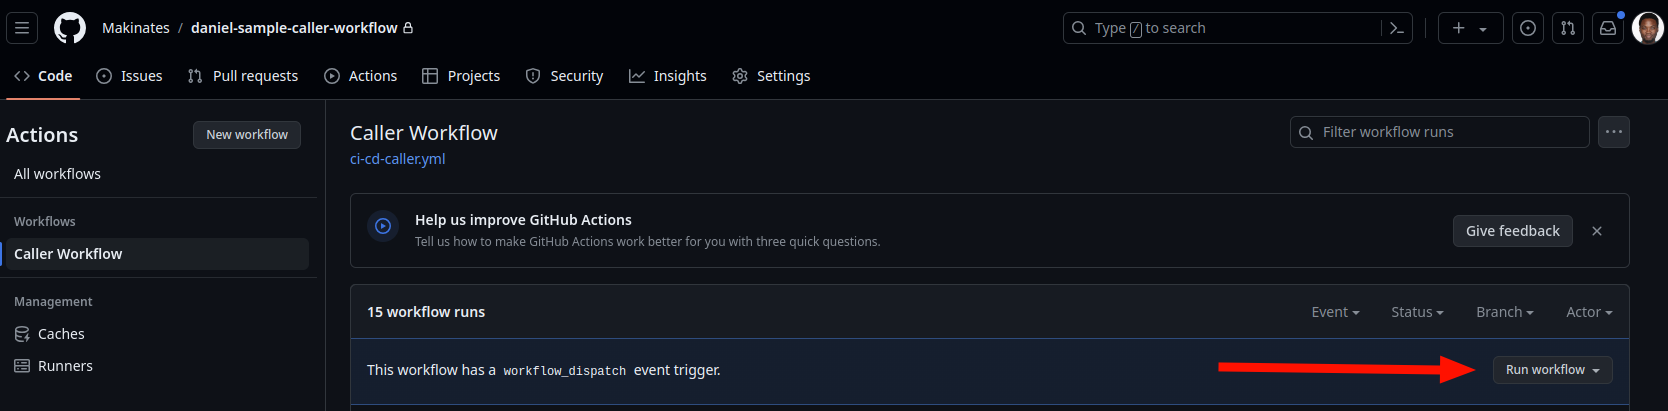 Makinates / daniel-sample-caller-workflow
Type / to search
Code Issues Pull requests Actions Projects Security Insights Settings
Actions
New workflow
All workflows
Workflows
Caller Workflow
Management
Caches
Runners
Caller Workflow
ci-cd-caller.yml
Filter workflow runs
Help us improve GitHub Actions
Tell us how to make GitHub Actions work better for you with three quick questions.
Give feedback
15 workflow runs
Event Status Branch Actor
This workflow has a workflow_dispatch event trigger.
Run workflow